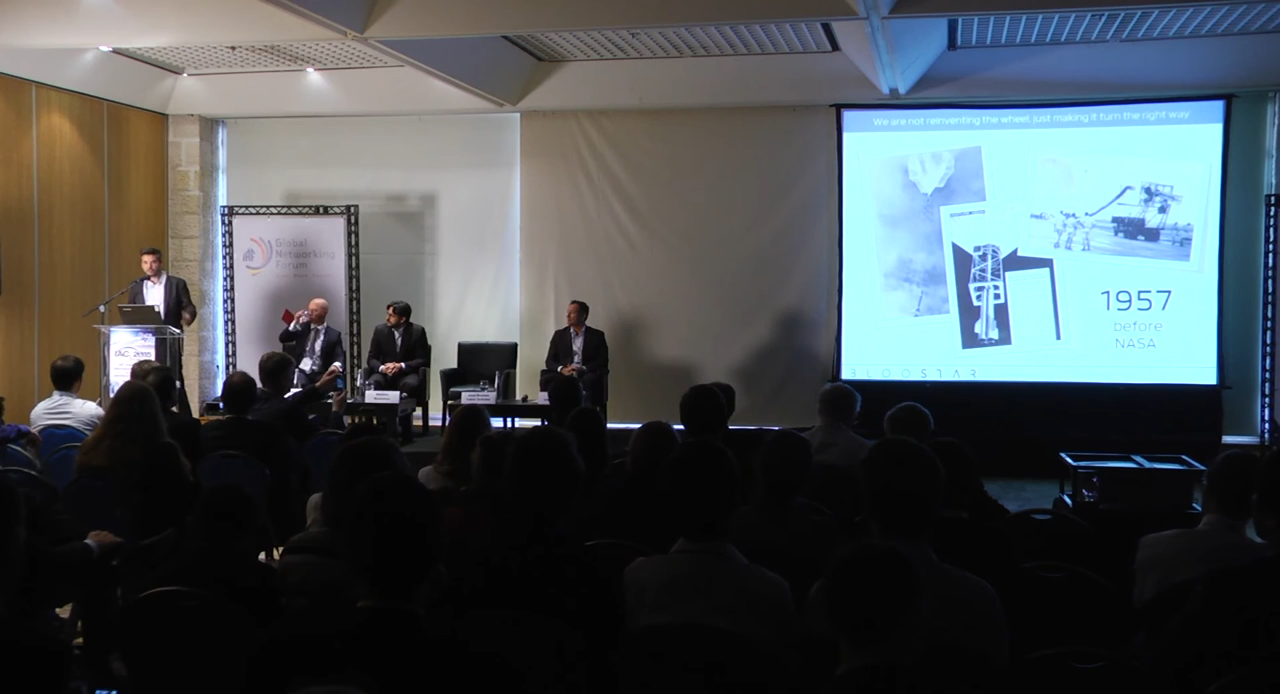 We are not reinventing the wheel, just making it turn the right way
1957
before
NASA
BLOOSTAR
Global
Networking
Forum
IAC 2015